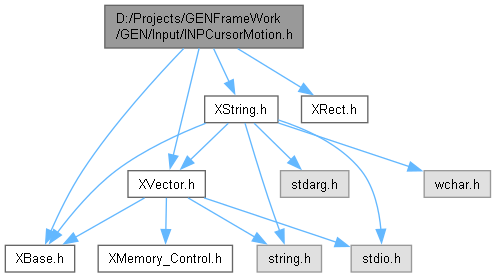 D:/Projects/GENFrameWork
/GEN/Input/INPCursorMotion.h
XString.h
XRect.h
XVector.h
stdarg.h
wchar.h
XBase.h
XMemory_Control.h
string.h
stdio.h